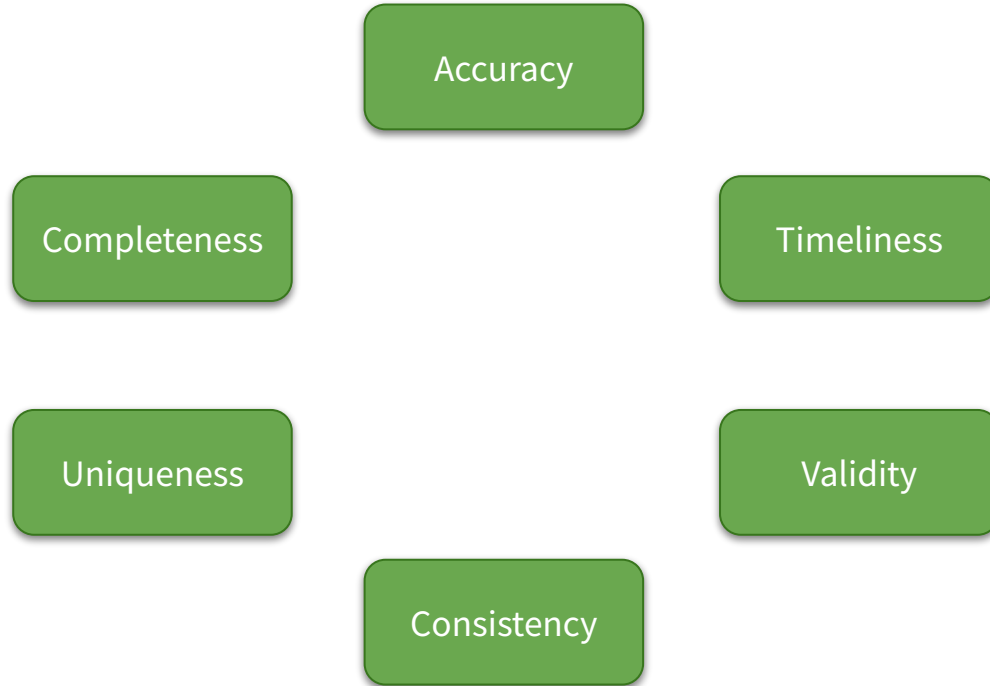 Accuracy
Completeness
Timeliness
Uniqueness
Validity
Consistency